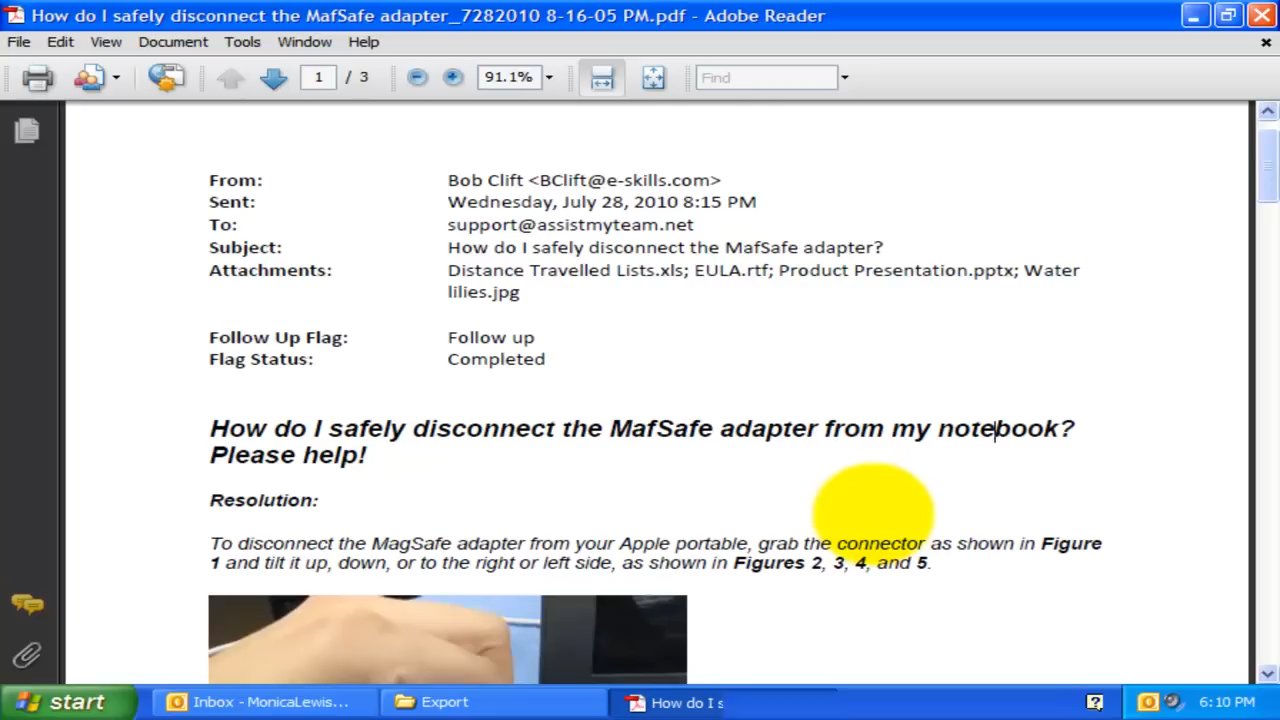 How do I safely disconnect the MafSafe adapter_7282010 8-16-05 PM.pdf - Adobe Reader
File Edit View Document Tools Window Help
1 / 3 91.1% Find
From: Bob Clift <BClift@e-skills.com>
Sent: Wednesday, July 28, 2010 8:15 PM
To: support@assistmyteam.net
Subject: How do I safely disconnect the MafSafe adapter?
Attachments: Distance Travelled Lists.xls; EULA.rtf; Product Presentation.pptx; Water
lilies.jpg
Follow Up Flag: Follow up
Flag Status: Completed
How do I safely disconnect the MafSafe adapter from my notebook?
Please help!
Resolution:
To disconnect the MagSafe adapter from your Apple portable, grab the connector as shown in Figure
1 and tilt it up, down, or to the right or left side, as shown in Figures 2, 3, 4, and 5.
start Inbox - MonicaLewis... Export How do I s 6:10 PM